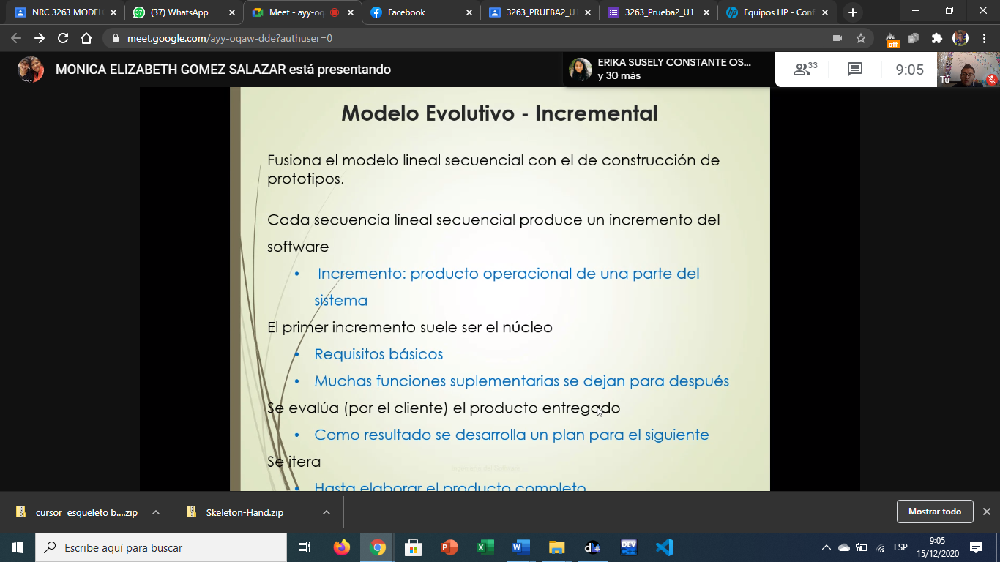 NRC 3263 MODEL
(37) WhatsApp
Meet - ayy-oq
Facebook
3263_PRUEBA2_U1
3263_Prueba2_U1
Equipos HP - Conf
meet.google.com/ayy-oqaw-dde?authuser=0
off
MONICA ELIZABETH GOMEZ SALAZAR está presentando
ERIKA SUSELY CONSTANTE OS...
y 30 más
33
9:05
Tú
Modelo Evolutivo - Incremental
Fusiona el modelo lineal secuencial con el de construcción de
prototipos.
Cada secuencia lineal secuencial produce un incremento del
software
• Incremento: producto operacional de una parte del
sistema
El primer incremento suele ser el núcleo
• Requisitos básicos
• Muchas funciones suplementarias se dejan para después
Se evalúa (por el cliente) el producto entregado
• Como resultado se desarrolla un plan para el siguiente
Se itera
• Hasta elaborar el producto completo
cursor esqueleto b....zip
Skeleton-Hand.zip
Mostrar todo
Escribe aquí para buscar
DEV
ESP
9:05
15/12/2020